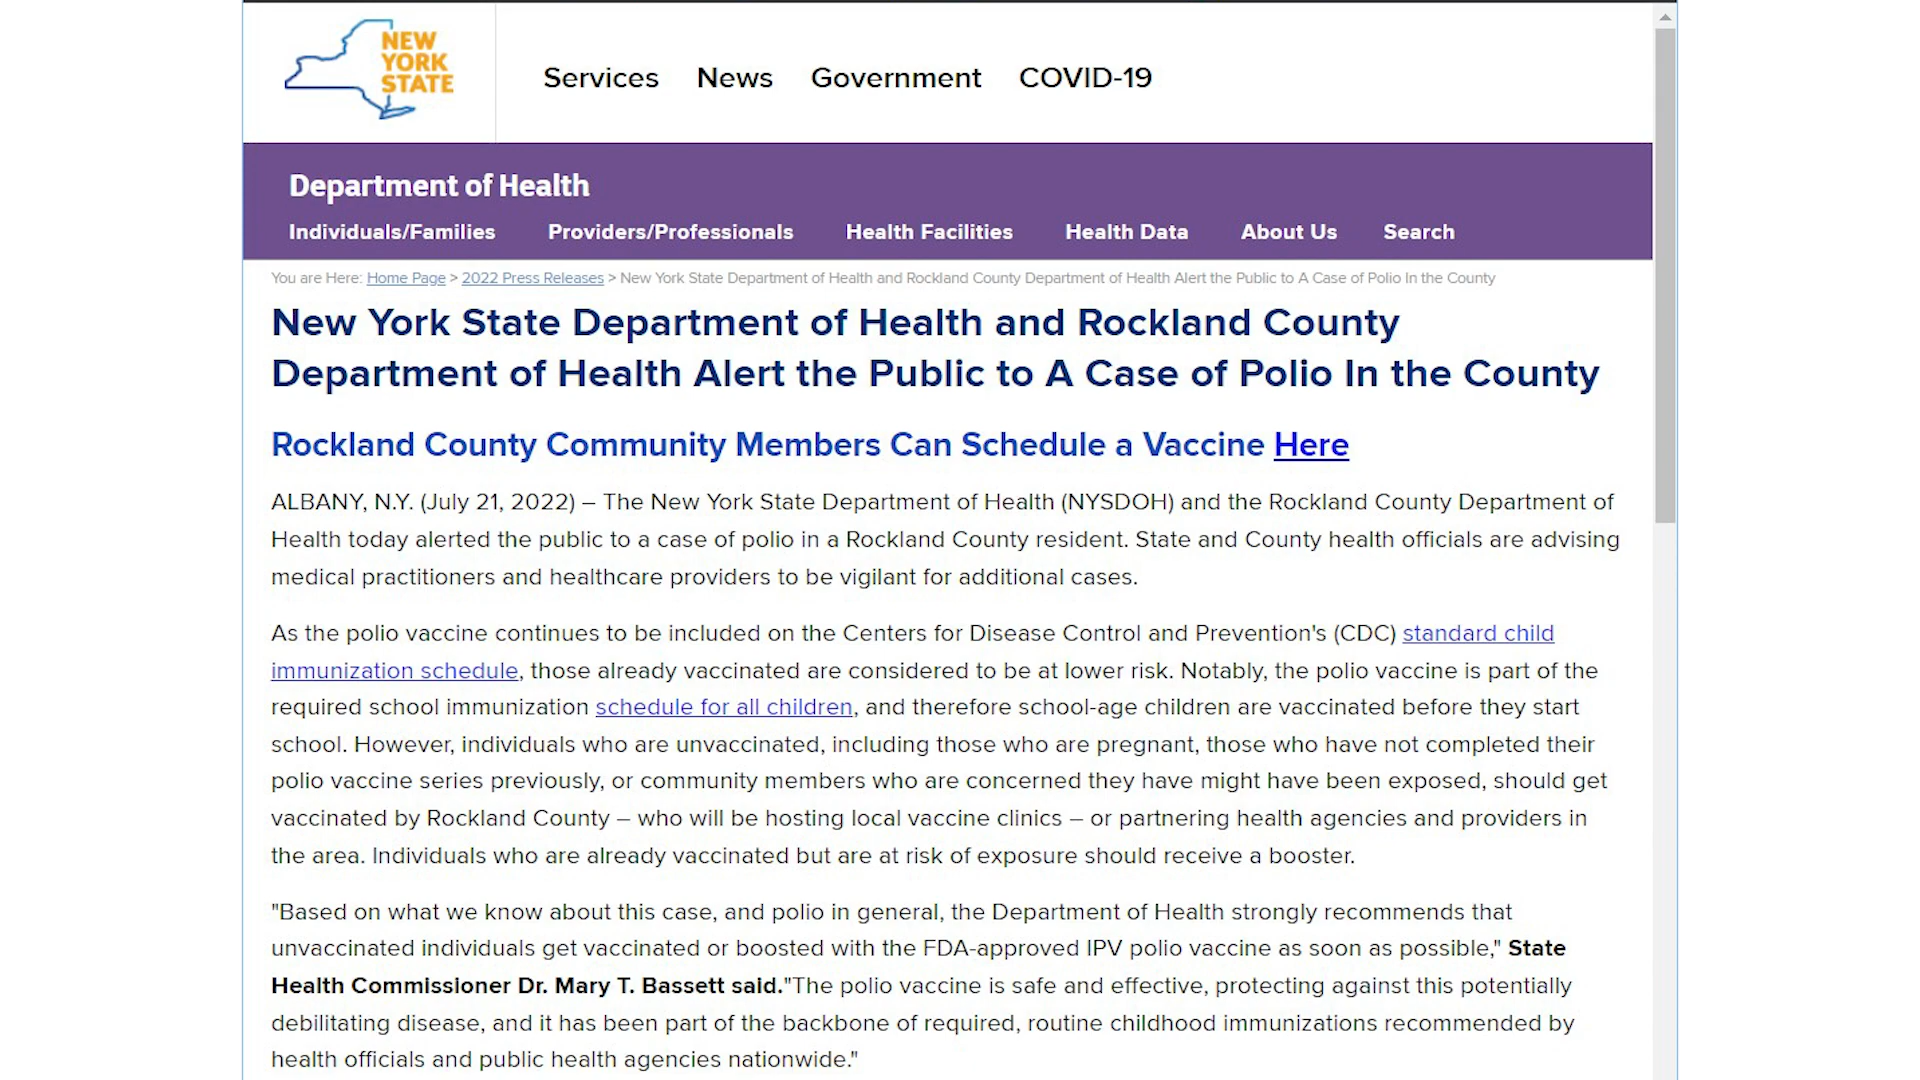 NEW
YORK
STATE
Services News Government COVID-19
Department of Health
Individuals/Families Providers/Professionals Health Facilities Health Data About Us Search
You are Here: Home Page > 2022 Press Releases > New York State Department of Health and Rockland County Department of Health Alert the Public to A Case of Polio In the County
New York State Department of Health and Rockland County
Department of Health Alert the Public to A Case of Polio In the County
Rockland County Community Members Can Schedule a Vaccine Here
ALBANY, N.Y. (July 21, 2022) – The New York State Department of Health (NYSDOH) and the Rockland County Department of
Health today alerted the public to a case of polio in a Rockland County resident. State and County health officials are advising
medical practitioners and healthcare providers to be vigilant for additional cases.
As the polio vaccine continues to be included on the Centers for Disease Control and Prevention's (CDC) standard child
immunization schedule, those already vaccinated are considered to be at lower risk. Notably, the polio vaccine is part of the
required school immunization schedule for all children, and therefore school-age children are vaccinated before they start
school. However, individuals who are unvaccinated, including those who are pregnant, those who have not completed their
polio vaccine series previously, or community members who are concerned they have might have been exposed, should get
vaccinated by Rockland County – who will be hosting local vaccine clinics – or partnering health agencies and providers in
the area. Individuals who are already vaccinated but are at risk of exposure should receive a booster.
"Based on what we know about this case, and polio in general, the Department of Health strongly recommends that
unvaccinated individuals get vaccinated or boosted with the FDA-approved IPV polio vaccine as soon as possible," State
Health Commissioner Dr. Mary T. Bassett said."The polio vaccine is safe and effective, protecting against this potentially
debilitating disease, and it has been part of the backbone of required, routine childhood immunizations recommended by
health officials and public health agencies nationwide."